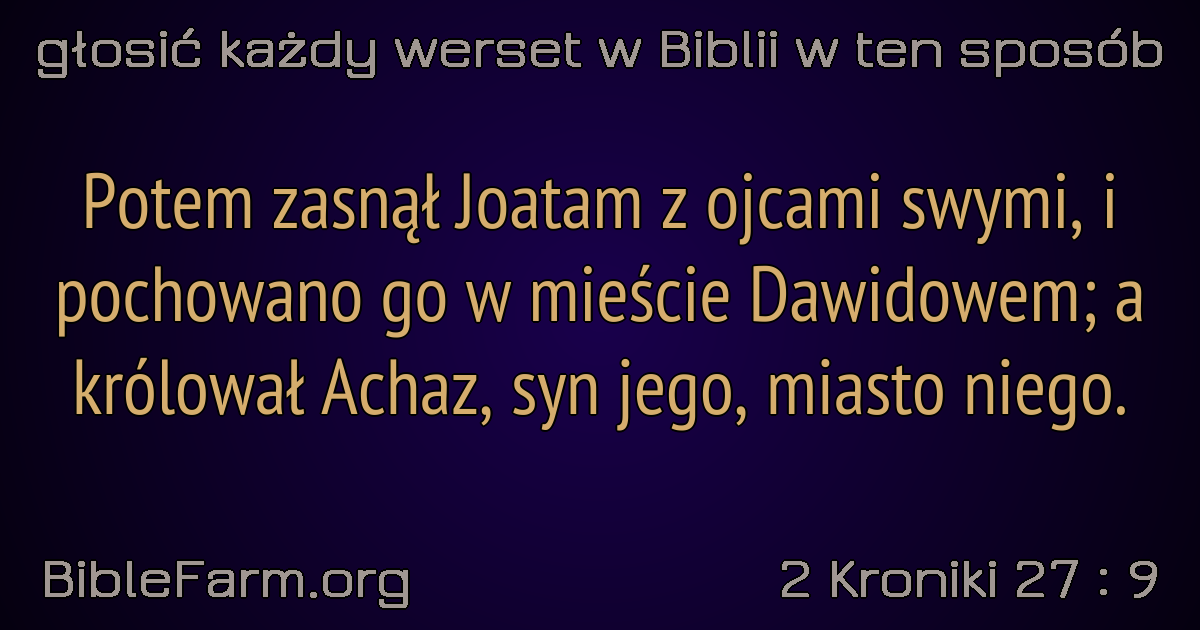 głosić każdy werset w Biblii w ten sposób
Potem zasnął Joatam z ojcami swymi, i
pochowano go w mieście Dawidowem; a
królował Achaz, syn jego, miasto niego.
BibleFarm.org
2 Kroniki 27 : 9